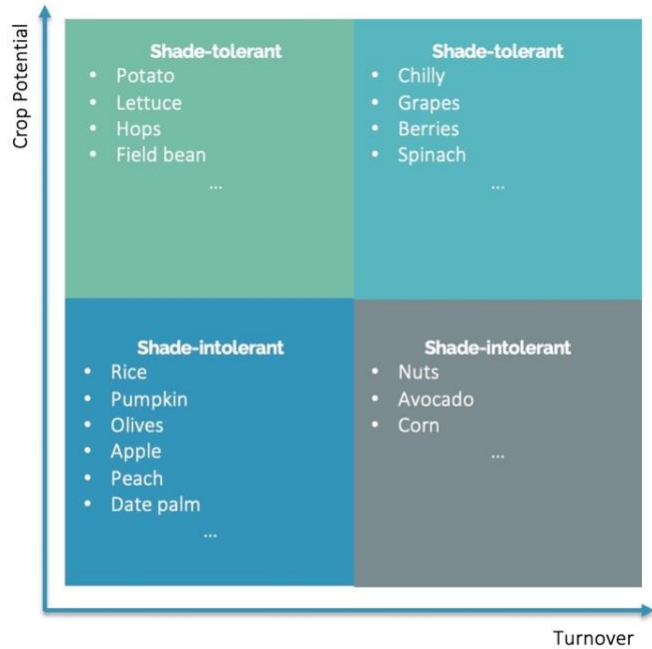 Crop Potential
Shade-tolerant
• Potato
• Lettuce
• Hops
• Field bean
...
Shade-tolerant
• Chilly
• Grapes
• Berries
• Spinach
...
Shade-intolerant
• Rice
• Pumpkin
• Olives
• Apple
• Peach
• Date palm
...
Shade-intolerant
• Nuts
• Avocado
• Corn
...
Turnover